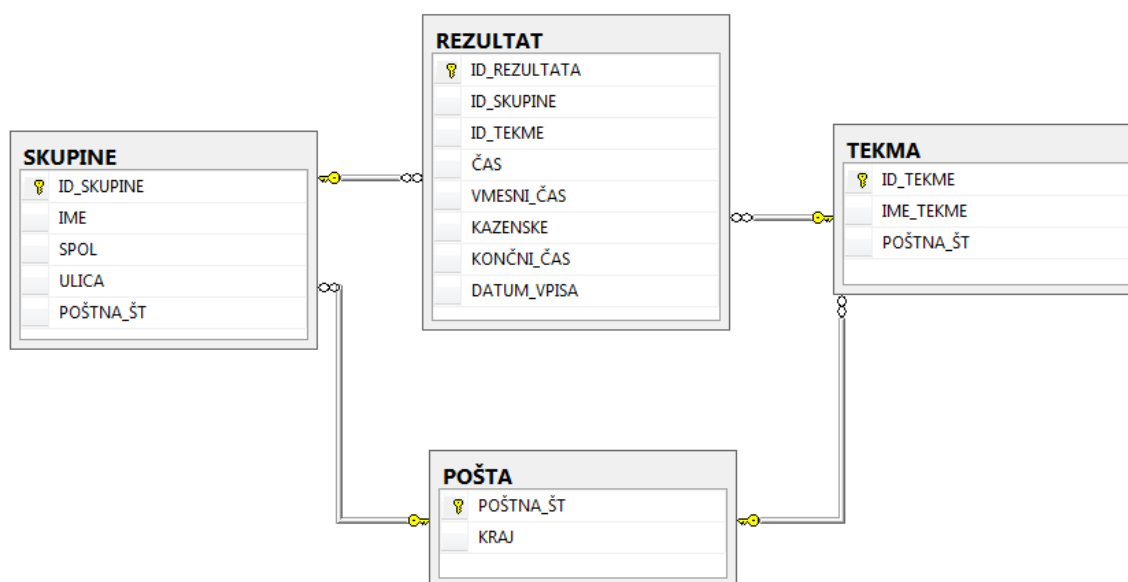 REZULTAT
ID_REZULTATA
ID_SKUPINE
ID_TEKME
ČAS
VMESNI_ČAS
KAZENSKE
KONČNI_ČAS
DATUM_VPISA
SKUPINE
ID_SKUPINE
IME
SPOL
ULICA
POŠTNA_ŠT
TEKMA
ID_TEKME
IME_TEKME
POŠTNA_ŠT
POŠTA
POŠTNA_ŠT
KRAJ